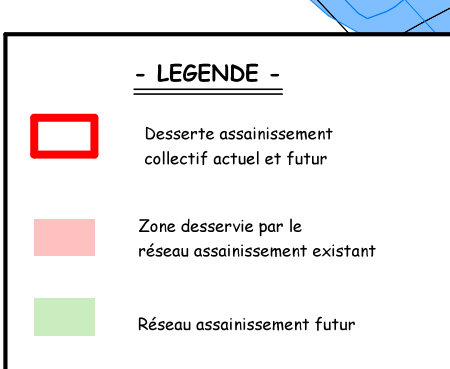 - LEGENDE -
Desserte assainissement
collectif actuel et futur
Zone desservie par le
réseau assainissement existant
Réseau assainissement futur